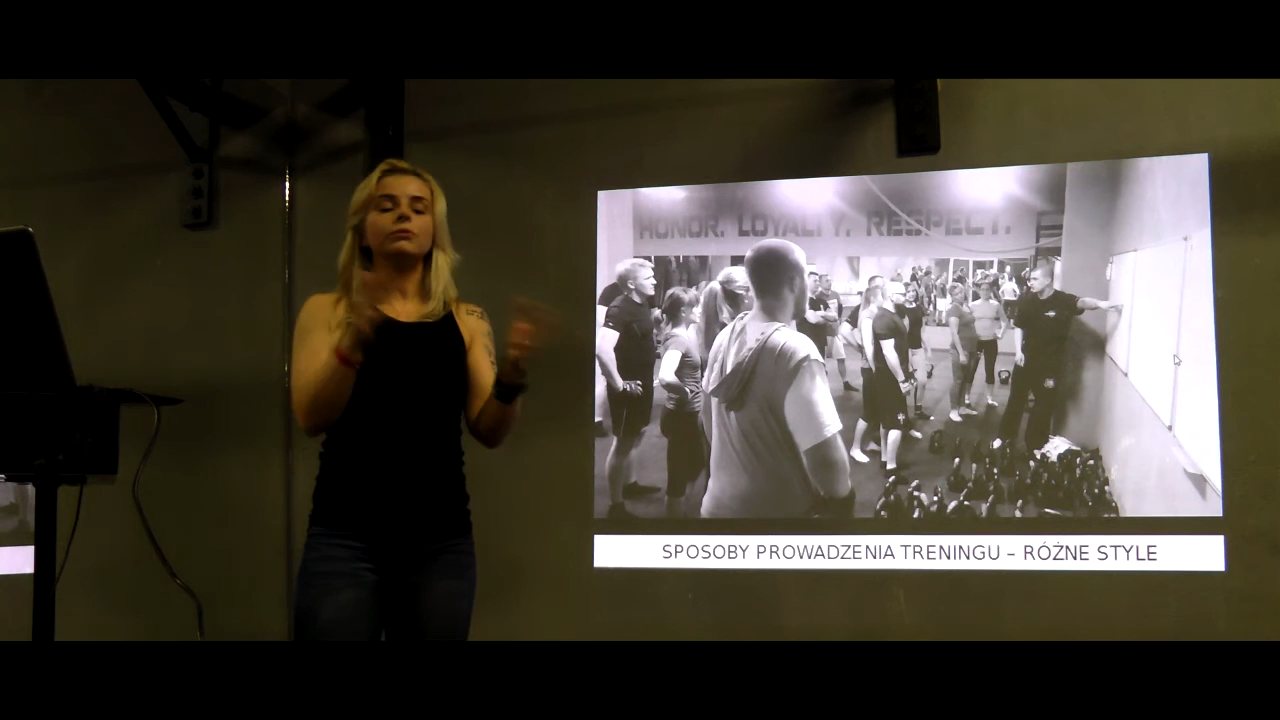 HONOR. LOYALTY. RESPECT.
SPOSOBY PROWADZENIA TRENINGU – RÓŻNE STYLE